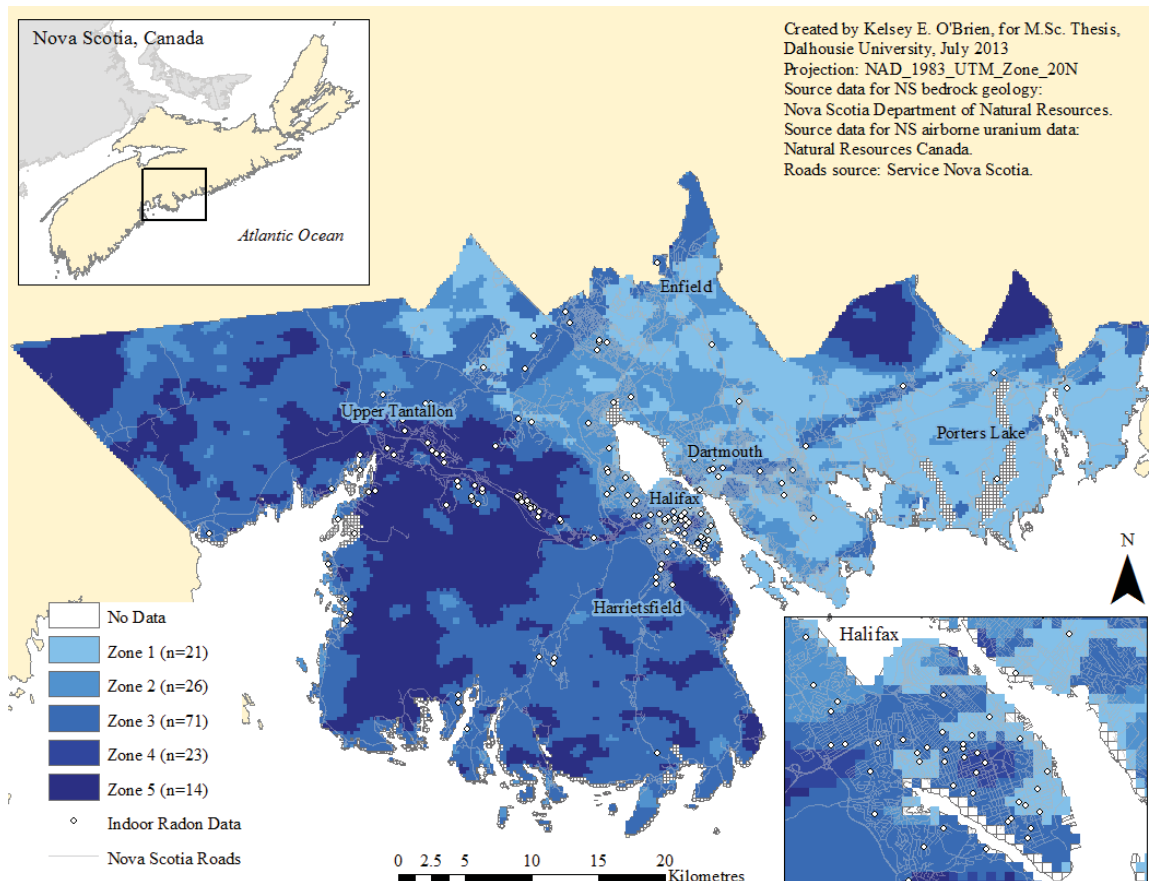 Nova Scotia, Canada
Atlantic Ocean
Created by Kelsey E. O'Brien, for M.Sc. Thesis,
Dalhousie University, July 2013
Projection: NAD_1983_UTM_Zone_20N
Source data for NS bedrock geology:
Nova Scotia Department of Natural Resources.
Source data for NS airborne uranium data:
Natural Resources Canada.
Roads source: Service Nova Scotia.
Enfield
Upper Tantallon
Porters Lake
Dartmouth
Halifax
Harrietsfield
N
No Data
Zone 1 (n=21)
Zone 2 (n=26)
Zone 3 (n=71)
Zone 4 (n=23)
Zone 5 (n=14)
Indoor Radon Data
Nova Scotia Roads
0 2.5 5 10 15 20
Kilometres
Halifax